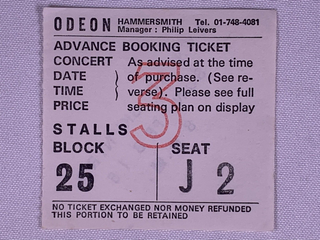 ODEON HAMMERSMITH Tel. 01-748-4081
Manager: Philip Leivers
ADVANCE BOOKING TICKET
CONCERT As advised at the time
DATE of purchase. (See re-
TIME verse). Please see full
PRICE seating plan on display
3
STALLS
BLOCK SEAT
25 J 2
NO TICKET EXCHANGED NOR MONEY REFUNDED
THIS PORTION TO BE RETAINED